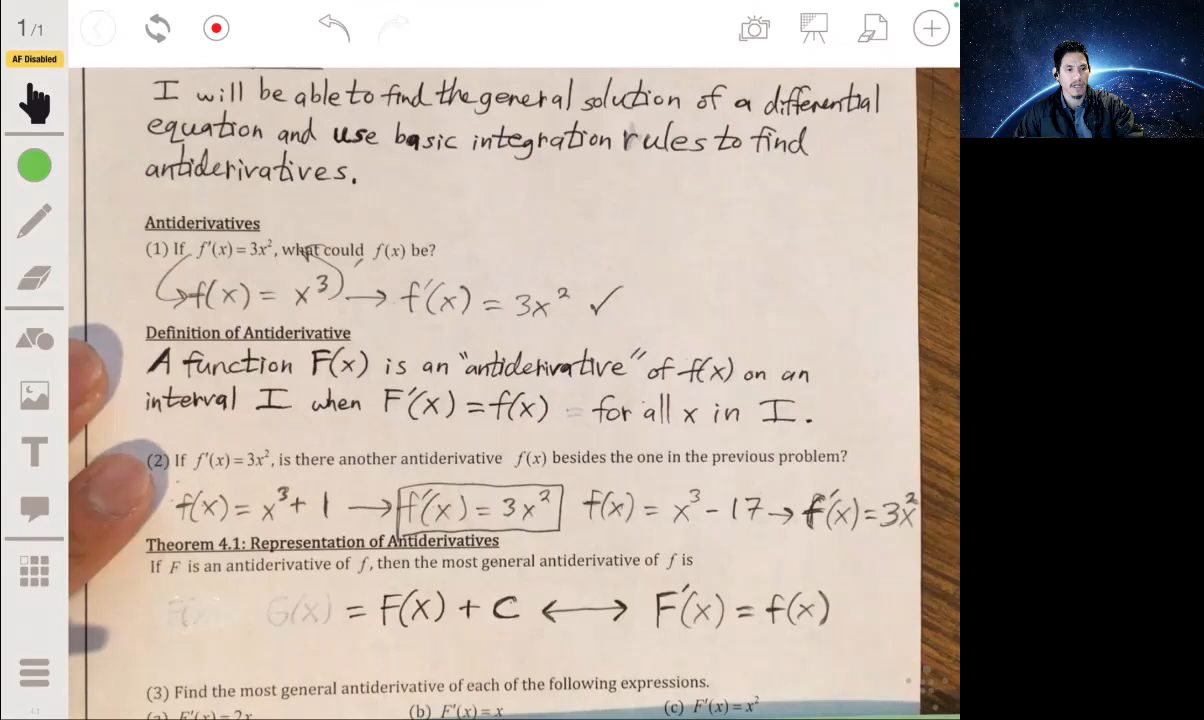 1/1
AF Disabled
I will be able to find the general solution of a differential
equation and use basic integration rules to find
antiderivatives.
Antiderivatives
(1) If f'(x) = 3x², what could f(x) be?
f(x) = x³ → f'(x) = 3x² ✓
Definition of Antiderivative
A function F(x) is an "antiderivative" of f(x) on an
interval I when F'(x) = f(x) = for all x in I.
(2) If f'(x) = 3x², is there another antiderivative f(x) besides the one in the previous problem?
f(x) = x³ + 1 → f'(x) = 3x² f(x) = x³ - 17 → f'(x) = 3x²
Theorem 4.1: Representation of Antiderivatives
If F is an antiderivative of f, then the most general antiderivative of f is
G(x) = F(x) + C ↔ F'(x) = f(x)
(3) Find the most general antiderivative of each of the following expressions.
(a) F'(x) = 2x (b) F'(x) = x (c) F'(x) = x²
T
4.1